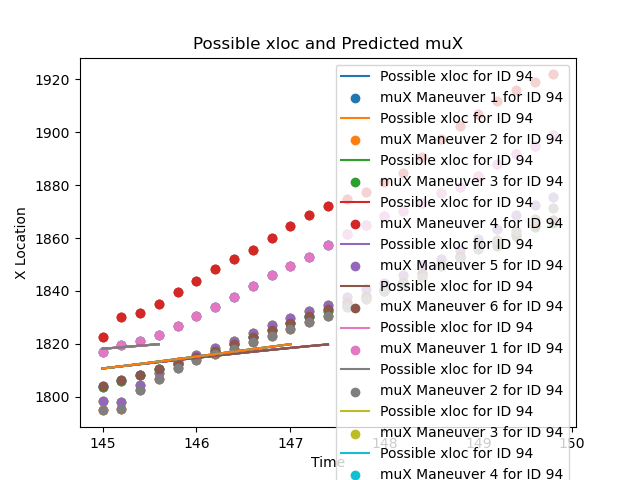 Possible xloc and Predicted muX
1920
1900
1880
1860
1840
1820
1800
X Location
145
146
147
148
149
150
Time
Possible xloc for ID 94
muX Maneuver 1 for ID 94
Possible xloc for ID 94
muX Maneuver 2 for ID 94
Possible xloc for ID 94
muX Maneuver 3 for ID 94
Possible xloc for ID 94
muX Maneuver 4 for ID 94
Possible xloc for ID 94
muX Maneuver 5 for ID 94
Possible xloc for ID 94
muX Maneuver 6 for ID 94
Possible xloc for ID 94
muX Maneuver 1 for ID 94
Possible xloc for ID 94
muX Maneuver 2 for ID 94
Possible xloc for ID 94
muX Maneuver 3 for ID 94
Possible xloc for ID 94
muX Maneuver 4 for ID 94